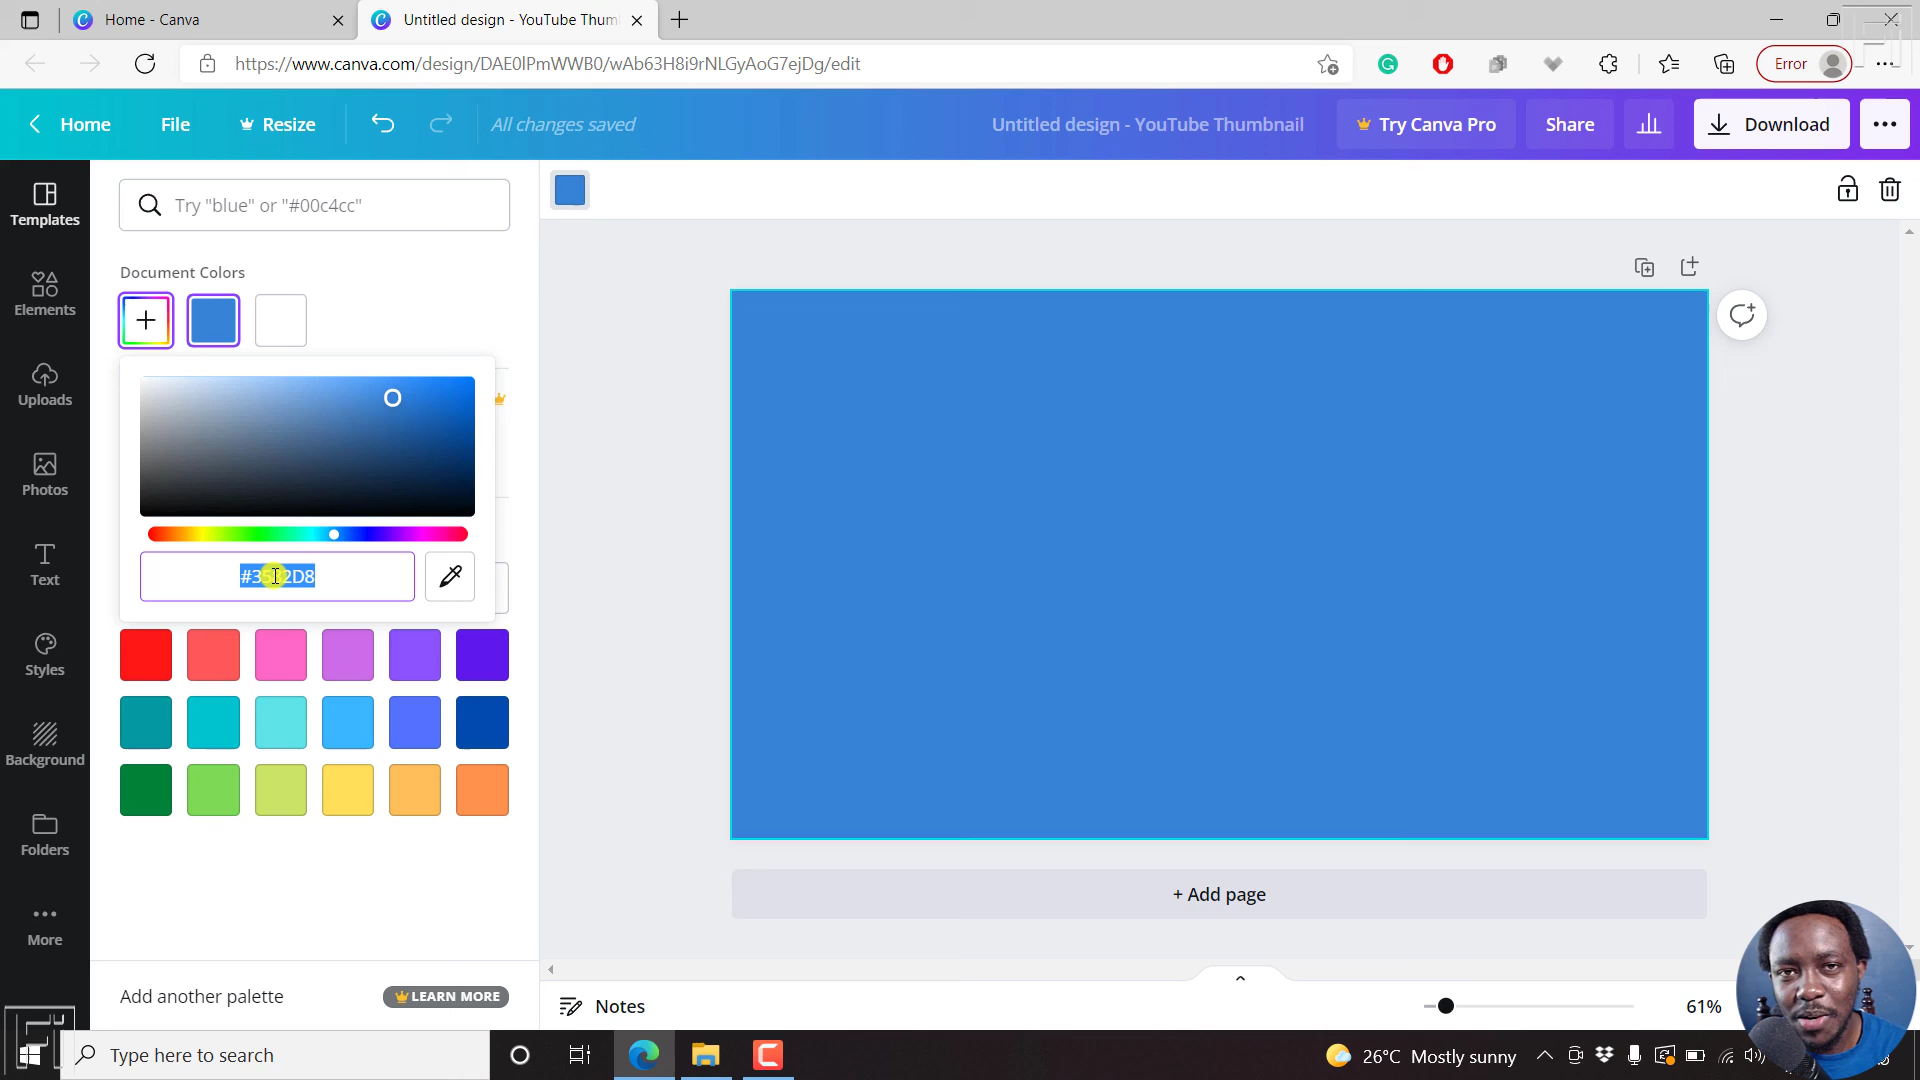 Home - Canva
Untitled design - YouTube Thum
https://www.canva.com/design/DAE0lPmWWB0/wAb63H8i9rNLGyAoG7ejDg/edit
Error
Home
File
Resize
All changes saved
Untitled design - YouTube Thumbnail
Try Canva Pro
Share
Download
Templates
Elements
Uploads
Photos
Text
Styles
Background
Folders
More
Try "blue" or "#00c4cc"
Document Colors
Add another palette
LEARN MORE
+ Add page
Notes
61%
Type here to search
26°C Mostly sunny